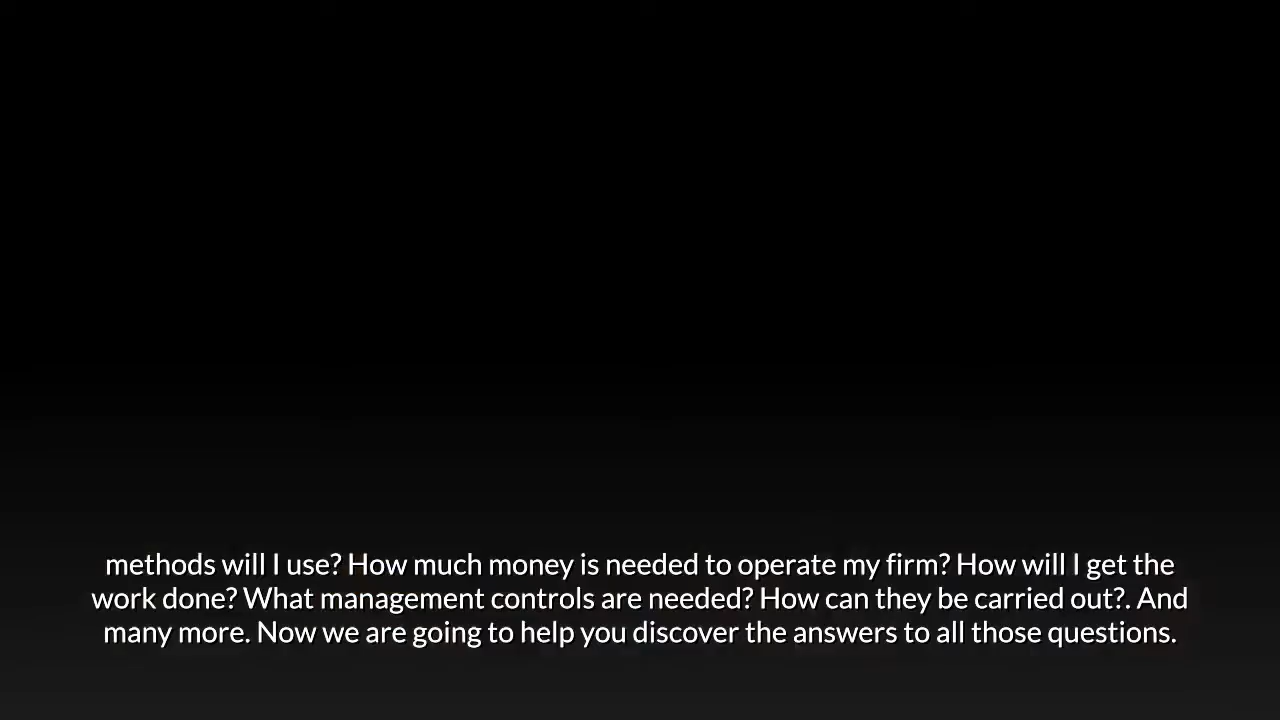 methods will I use? How much money is needed to operate my firm? How will I get the
work done? What management controls are needed? How can they be carried out?. And
many more. Now we are going to help you discover the answers to all those questions.